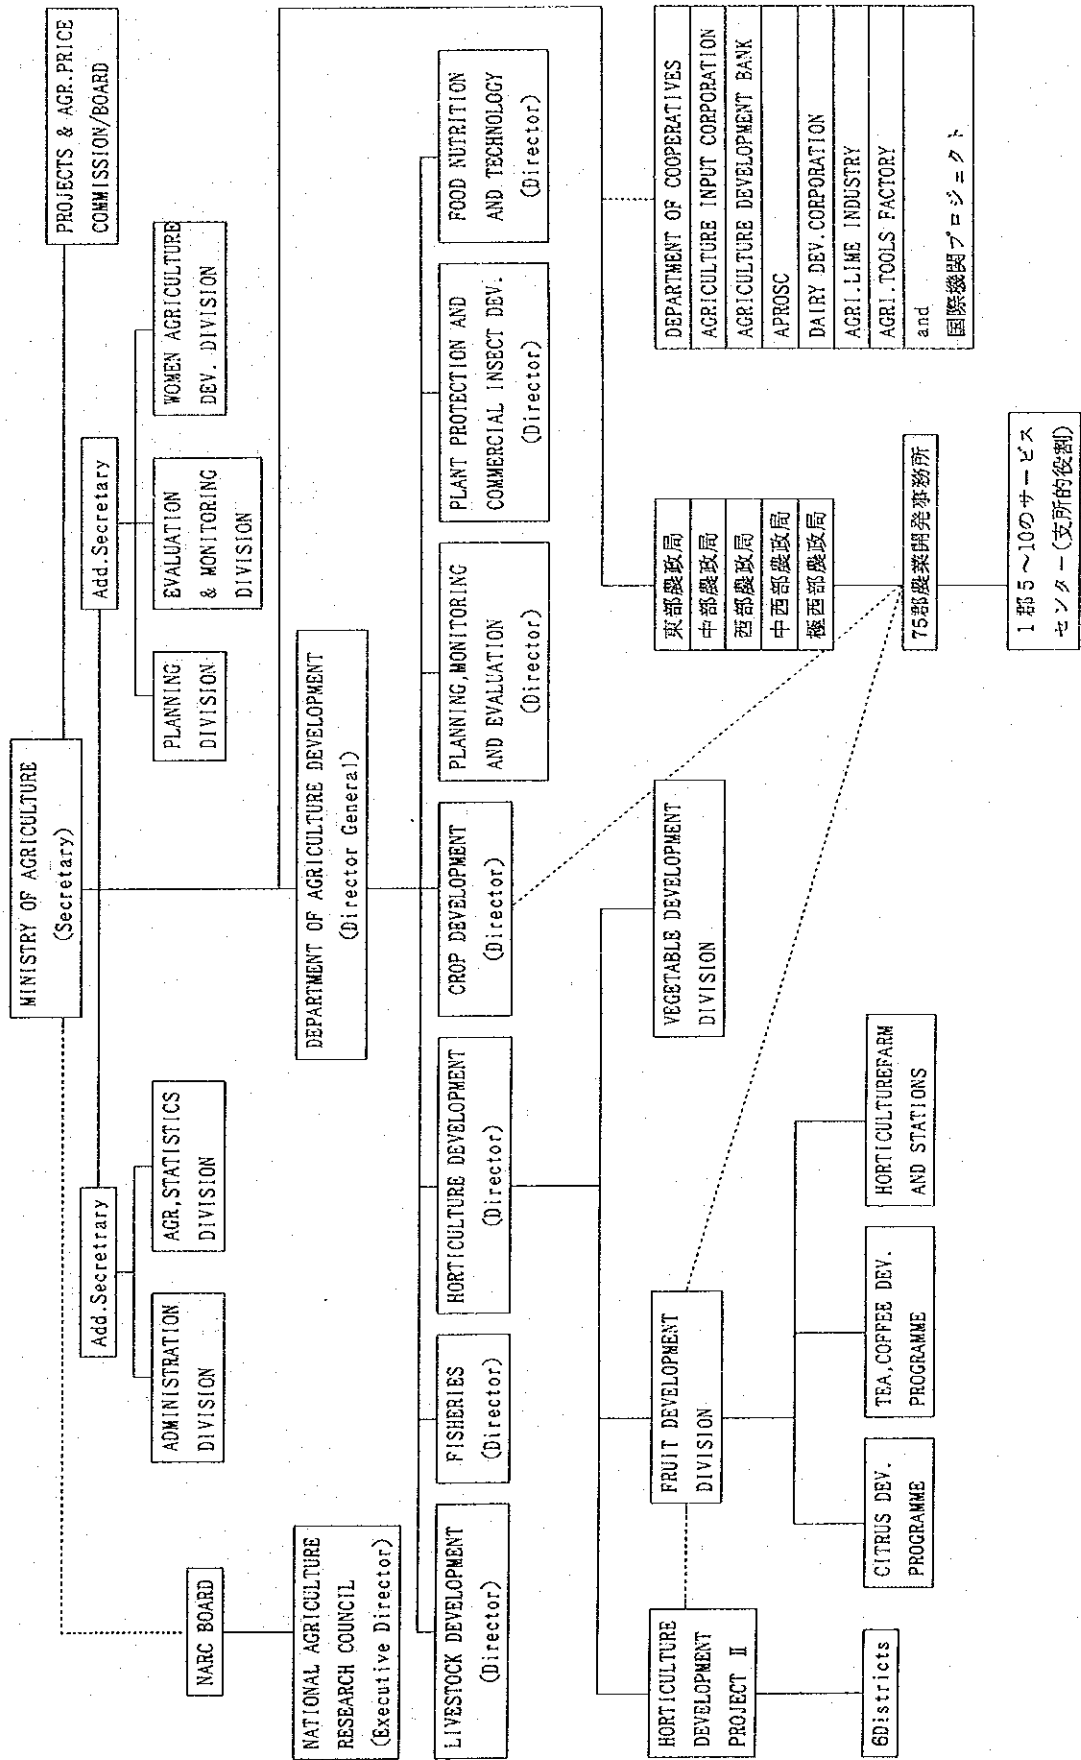 MINISTRY OF AGRICULTURE
(Secretary)
PROJECTS & AGR.PRICE
COMMISSION/BOARD
Add.Secretrary
Add.Secretary
NARC BOARD
ADMINISTRATION
DIVISION
AGR,STATISTICS
DIVISION
PLANNING
DIVISION
EVALUATION
& MONITORING
DIVISION
WOMEN AGRICULTURE
DEV. DIVISION
NATIONAL AGRICULTURE
RESEARCH COUNCIL
(Executive Director)
DEPARTMENT OF AGRICULTURE DEVELOPMENT
(Director General)
LIVESTOCK DEVELOPMENT
(Director)
FISHERIES
(Director)
HORTICULTURE DEVELOPMENT
(Director)
CROP DEVELOPMENT
(Director)
PLANNING,MONITORING
AND EVALUATION
(Director)
PLANT PROTECTION AND
COMMERCIAL INSECT DEV.
(Director)
FOOD NUTRITION
AND TECHNOLOGY
(Director)
HORTICULTURE
DEVELOPMENT
PROJECT Ⅱ
FRUIT DEVELOPMENT
DIVISION
VEGETABLE DEVELOPMENT
DIVISION
東部農政局
中部農政局
西部農政局
中西部農政局
極西部農政局
DEPARTMENT OF COOPERATIVES
AGRICULTURE INPUT CORPORATION
AGRICULTURE DEVELOPMENT BANK
APROSC
DAIRY DEV.CORPORATION
AGRI.LIME INDUSTRY
AGRI.TOOLS FACTORY
and
国際機関プロジェクト
6Districts
CITRUS DEV.
PROGRAMME
TEA,COFFEE DEV.
PROGRAMME
HORTICULTUREFARM
AND STATIONS
75郡農業開発事務所
1郡5～10のサービス
センター(支所的役割)